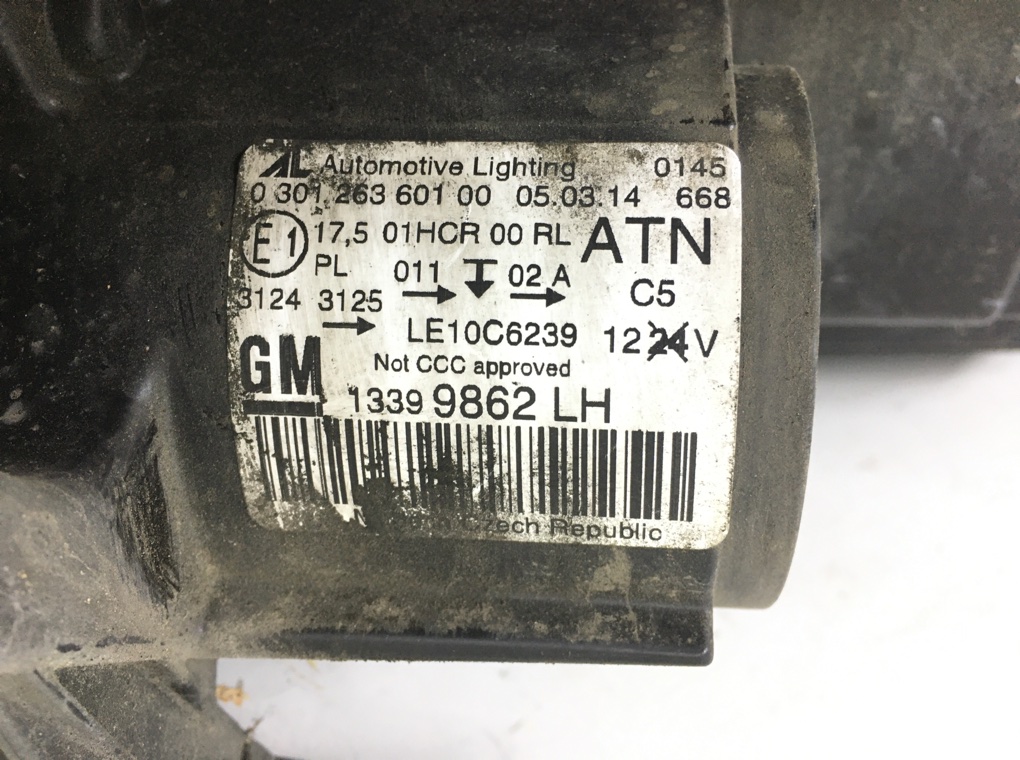 AL Automotive Lighting 0145
0 301 263 601 00 05.03.14 668
E1 17,5 01HCR 00 RL ATN
PL 011 02 A C5
3124 3125
LE10C6239 12 24 V
GM Not CCC approved
1339 9862 LH
Czech Republic